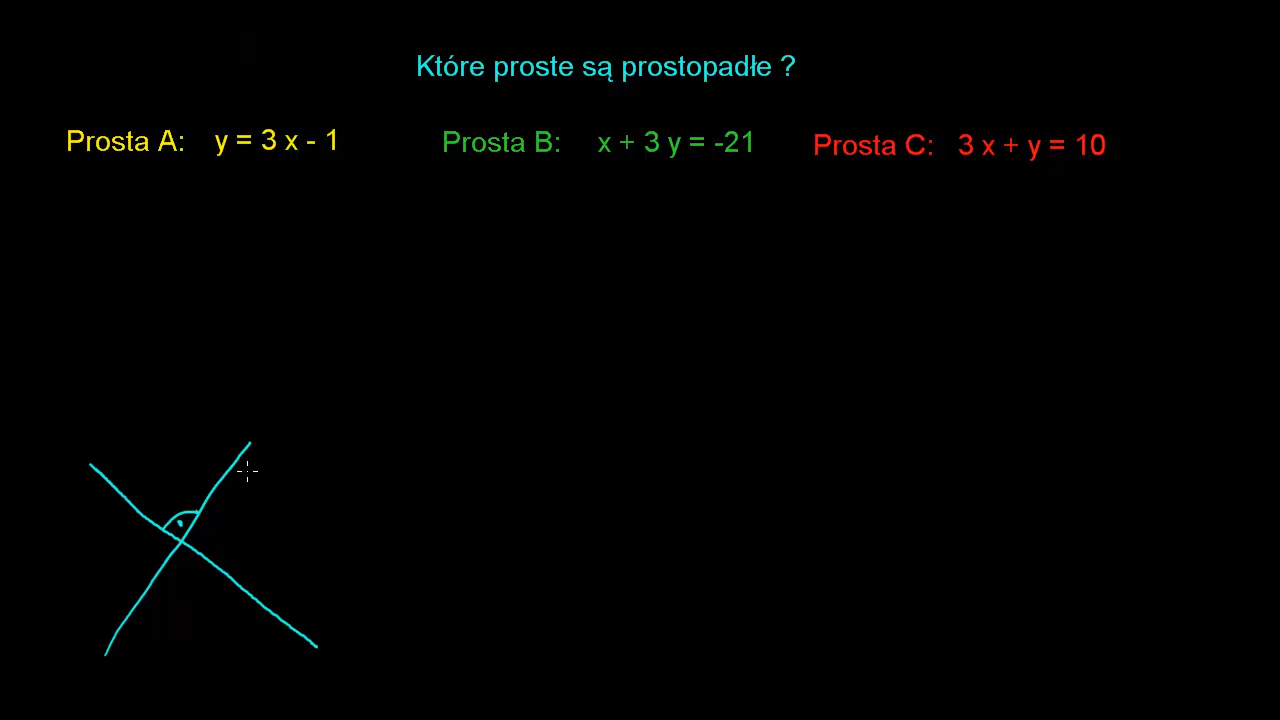 Które proste są prostopadłe ?
Prosta A: y = 3 x - 1 Prosta B: x + 3 y = -21 Prosta C: 3 x + y = 10